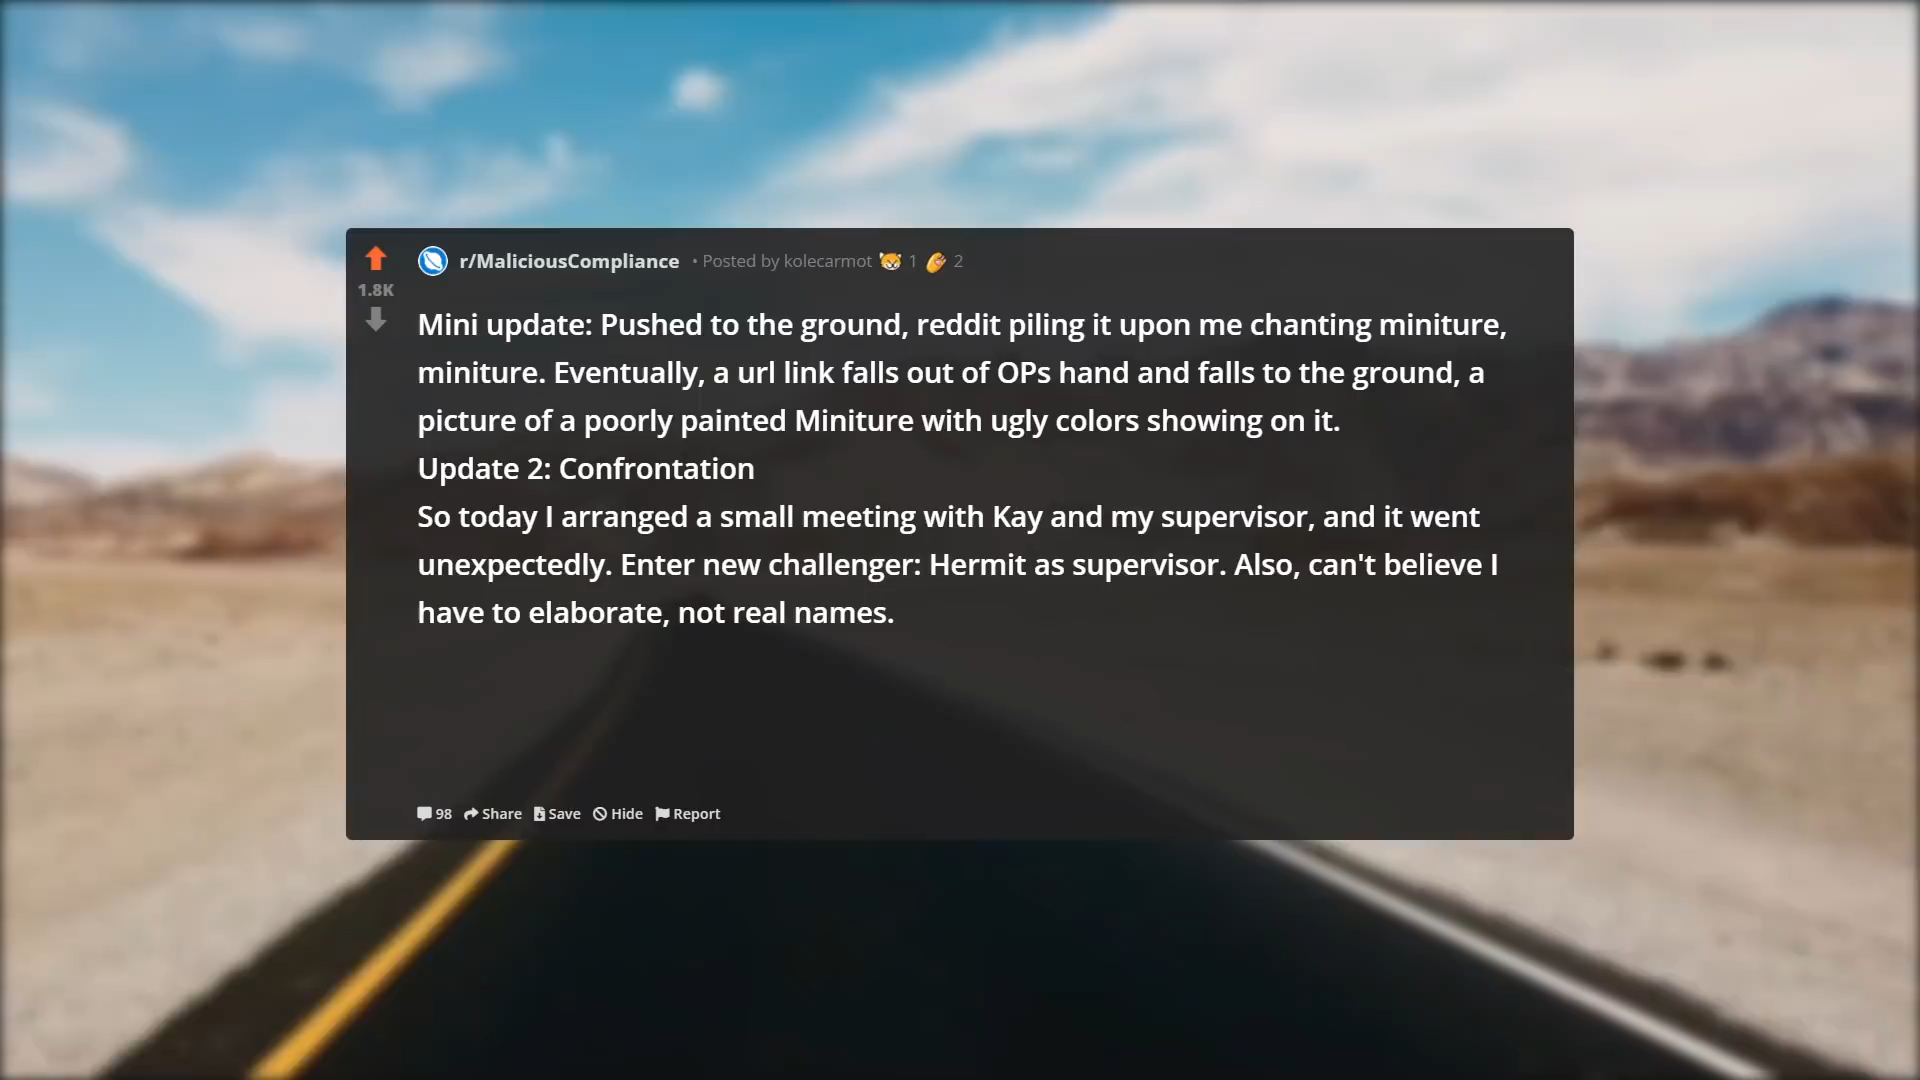 r/MaliciousCompliance • Posted by kolecarmot 1 2
1.8K
Mini update: Pushed to the ground, reddit piling it upon me chanting miniture,
miniture. Eventually, a url link falls out of OPs hand and falls to the ground, a
picture of a poorly painted Miniture with ugly colors showing on it.
Update 2: Confrontation
So today I arranged a small meeting with Kay and my supervisor, and it went
unexpectedly. Enter new challenger: Hermit as supervisor. Also, can't believe I
have to elaborate, not real names.
98 Share Save Hide Report